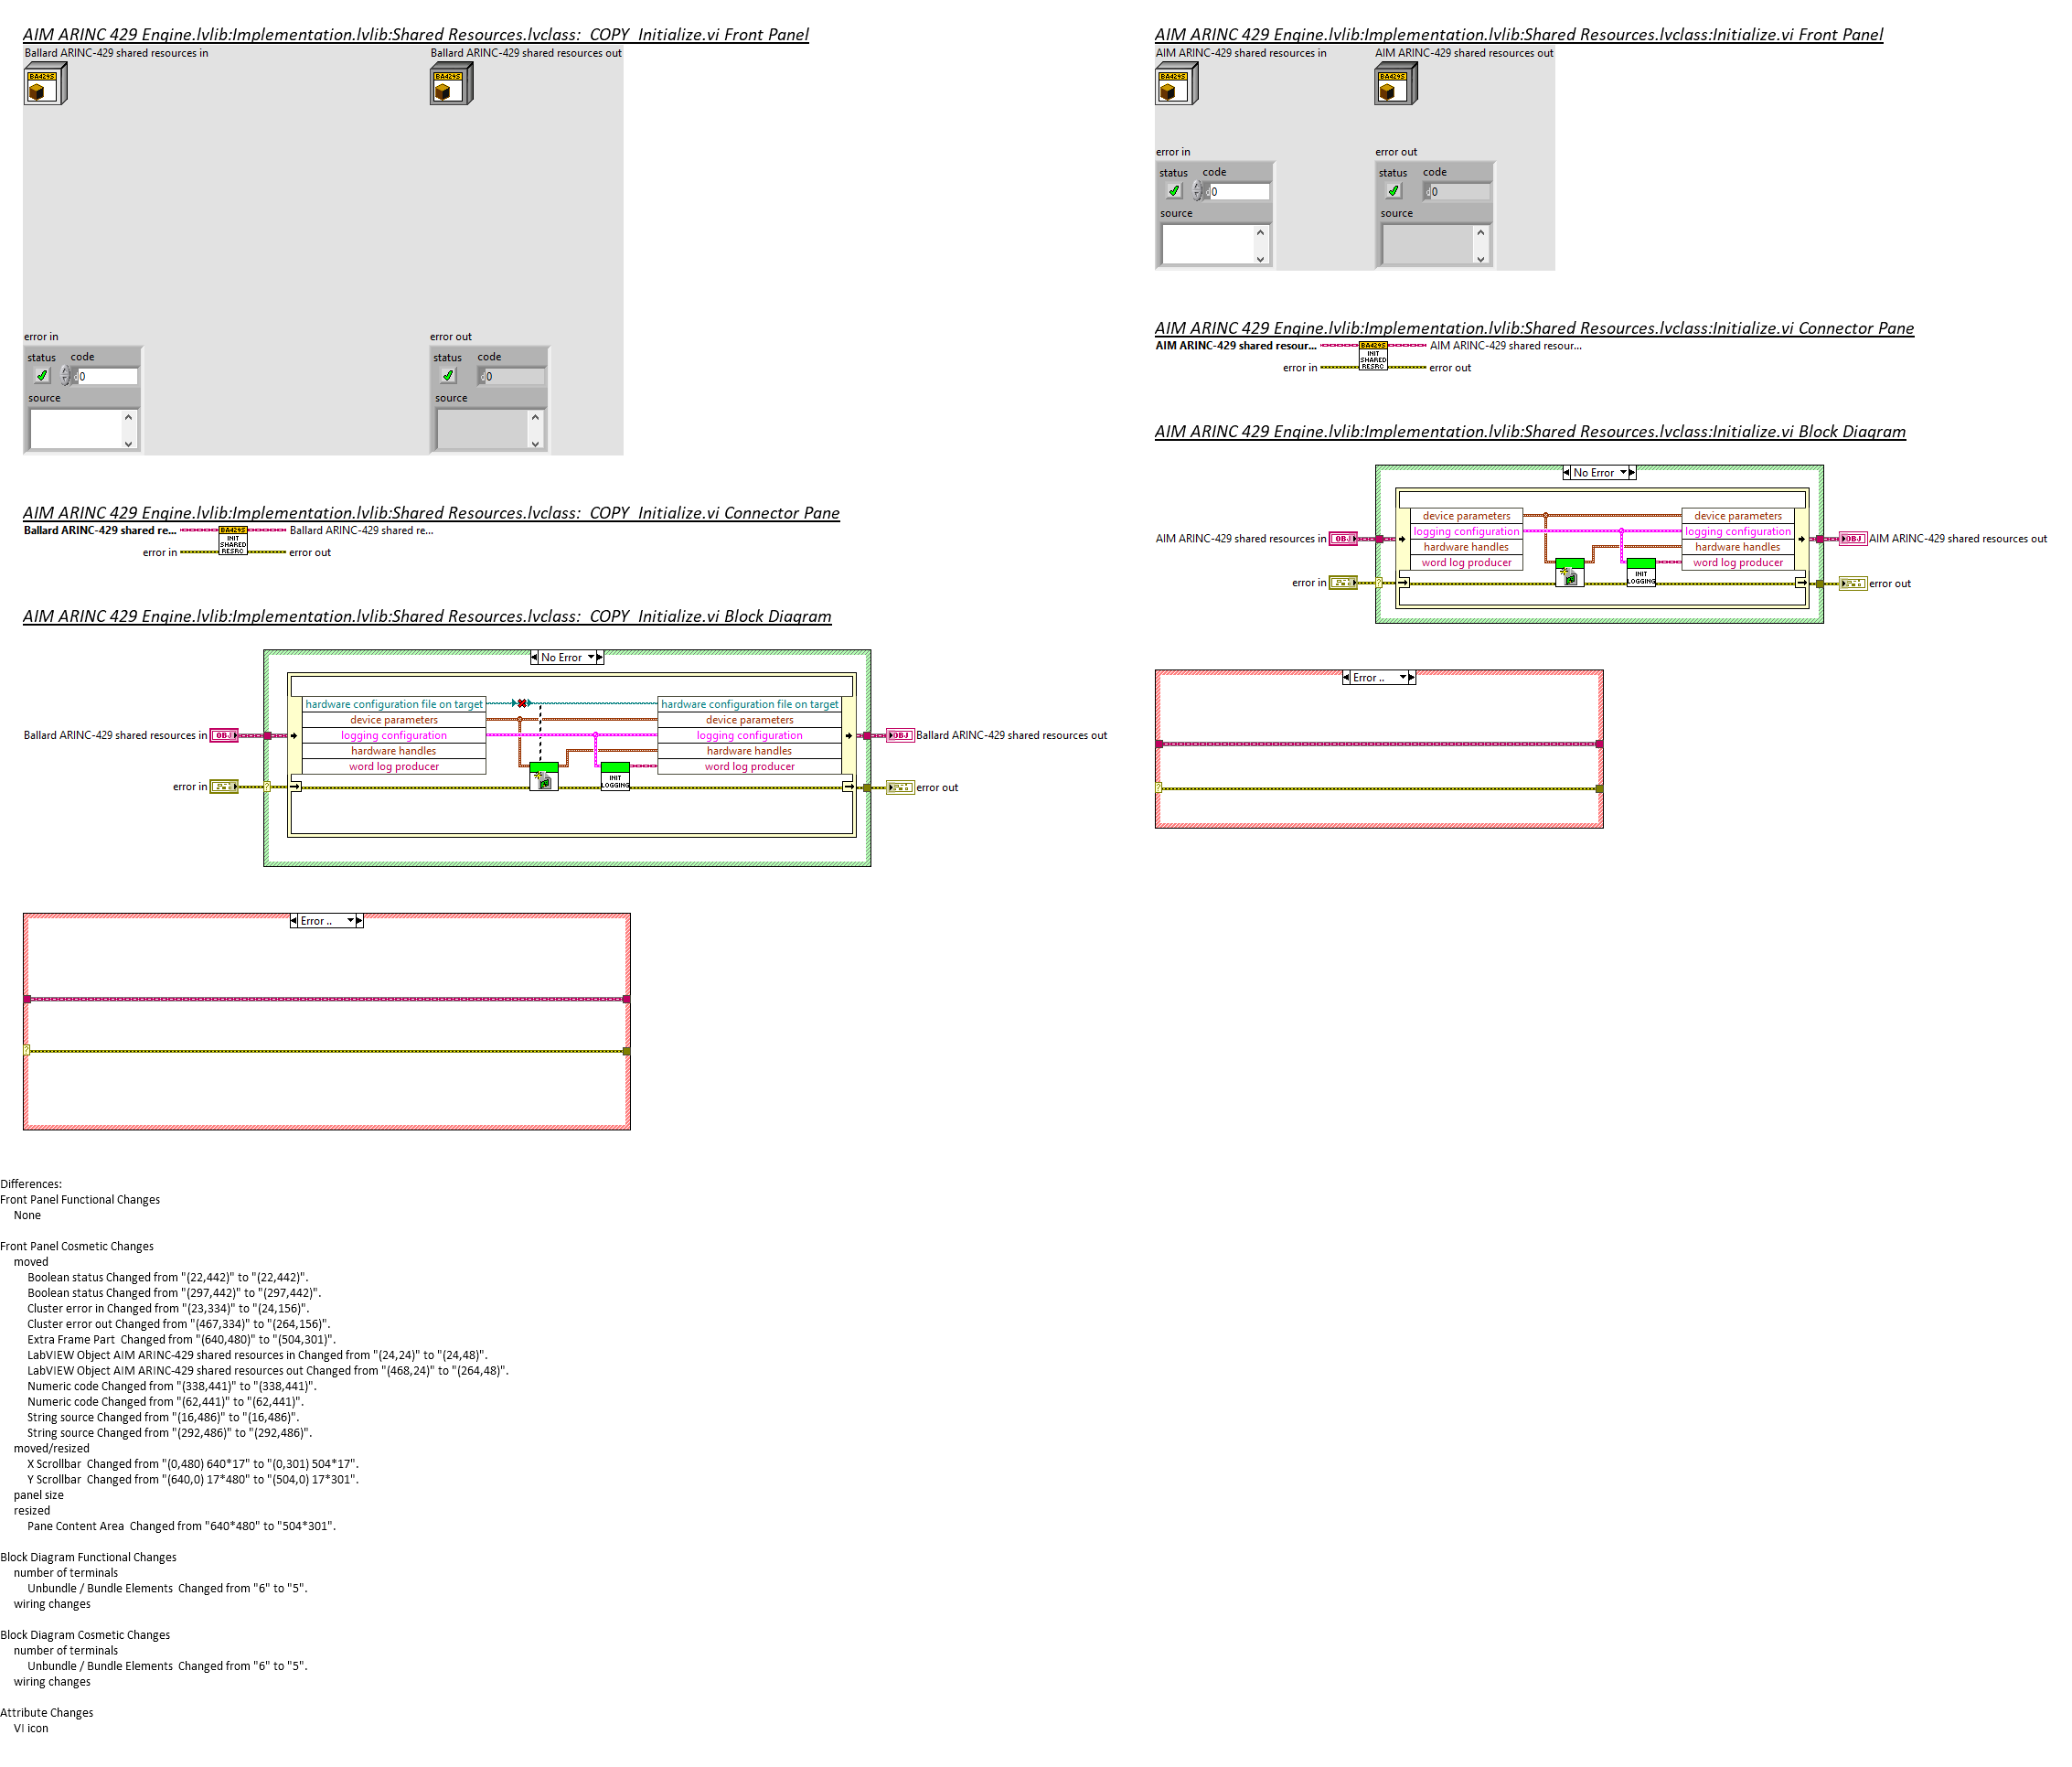 AIM ARINC 429 Engine.lvlib:Implementation.lvlib:Shared Resources.lvclass:  COPY  Initialize.vi Front Panel
Ballard ARINC-429 shared resources in
Ballard ARINC-429 shared resources out
BA429S
BA429S
error in
error out
status
code
0
source
status
code
0
source
AIM ARINC 429 Engine.lvlib:Implementation.lvlib:Shared Resources.lvclass:  COPY  Initialize.vi Connector Pane
Ballard ARINC-429 shared re...
Ballard ARINC-429 shared re...
BA429S
INIT
SHARED
RESRC
error in
error out
AIM ARINC 429 Engine.lvlib:Implementation.lvlib:Shared Resources.lvclass:  COPY  Initialize.vi Block Diagram
No Error
hardware configuration file on target
hardware configuration file on target
device parameters
device parameters
Ballard ARINC-429 shared resources in
OBJ
logging configuration
logging configuration
OBJ
Ballard ARINC-429 shared resources out
hardware handles
hardware handles
word log producer
word log producer
INIT
LOGGING
error in
?
error out
Error ..
?
AIM ARINC 429 Engine.lvlib:Implementation.lvlib:Shared Resources.lvclass:Initialize.vi Front Panel
AIM ARINC-429 shared resources in
AIM ARINC-429 shared resources out
BA429S
BA429S
error in
error out
status
code
0
source
status
code
0
source
AIM ARINC 429 Engine.lvlib:Implementation.lvlib:Shared Resources.lvclass:Initialize.vi Connector Pane
AIM ARINC-429 shared resour...
AIM ARINC-429 shared resour...
BA429S
INIT
SHARED
RESRC
error in
error out
AIM ARINC 429 Engine.lvlib:Implementation.lvlib:Shared Resources.lvclass:Initialize.vi Block Diagram
No Error
device parameters
device parameters
logging configuration
logging configuration
AIM ARINC-429 shared resources in
OBJ
OBJ
AIM ARINC-429 shared resources out
hardware handles
hardware handles
word log producer
word log producer
INIT
LOGGING
error in
?
error out
Error ..
?
Differences:
Front Panel Functional Changes
None
Front Panel Cosmetic Changes
moved
Boolean status Changed from "(22,442)" to "(22,442)".
Boolean status Changed from "(297,442)" to "(297,442)".
Cluster error in Changed from "(23,334)" to "(24,156)".
Cluster error out Changed from "(467,334)" to "(264,156)".
Extra Frame Part  Changed from "(640,480)" to "(504,301)".
LabVIEW Object AIM ARINC-429 shared resources in Changed from "(24,24)" to "(24,48)".
LabVIEW Object AIM ARINC-429 shared resources out Changed from "(468,24)" to "(264,48)".
Numeric code Changed from "(338,441)" to "(338,441)".
Numeric code Changed from "(62,441)" to "(62,441)".
String source Changed from "(16,486)" to "(16,486)".
String source Changed from "(292,486)" to "(292,486)".
moved/resized
X Scrollbar  Changed from "(0,480) 640*17" to "(0,301) 504*17".
Y Scrollbar  Changed from "(640,0) 17*480" to "(504,0) 17*301".
panel size
resized
Pane Content Area  Changed from "640*480" to "504*301".
Block Diagram Functional Changes
number of terminals
Unbundle / Bundle Elements  Changed from "6" to "5".
wiring changes
Block Diagram Cosmetic Changes
number of terminals
Unbundle / Bundle Elements  Changed from "6" to "5".
wiring changes
Attribute Changes
VI icon